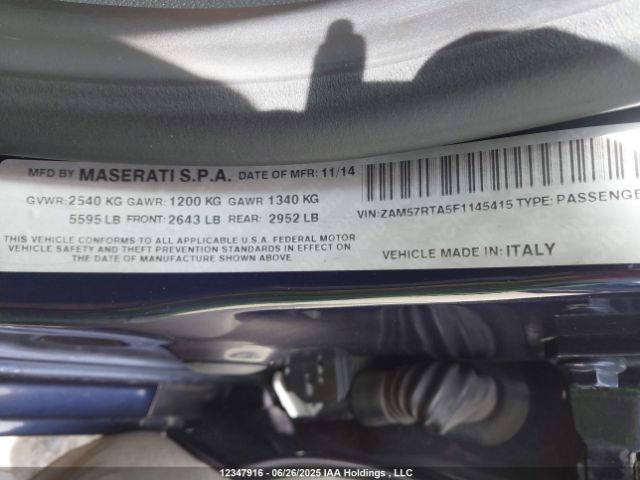 MFD BY MASERATI S.P.A. DATE OF MFR: 11/14
GVWR: 2540 KG GAWR: 1200 KG GAWR 1340 KG
5595 LB FRONT: 2643 LB REAR: 2952 LB
THIS VEHICLE CONFORMS TO ALL APPLICABLE U.S.A. FEDERAL MOTOR
VEHICLE SAFETY AND THEFT PREVENTION STANDARDS IN EFFECT ON
THE DATE OF MANUFACTURE SHOWN ABOVE
VIN: ZAM57RTA5F1145415 TYPE: PASSENGE
VEHICLE MADE IN: ITALY
12347916 - 06/26/2025 IAA Holdings , LLC